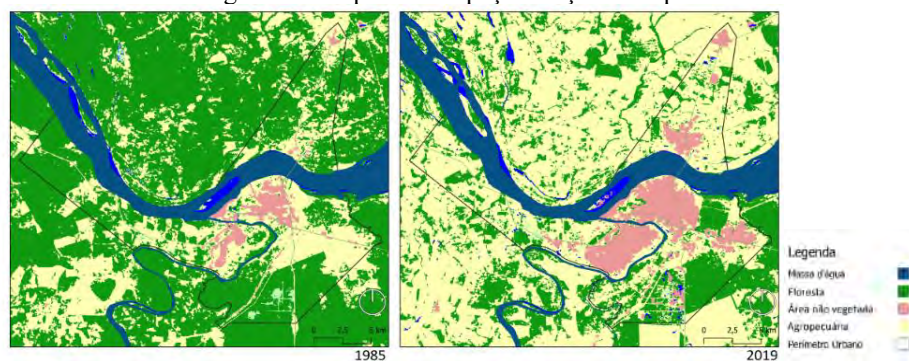 0 2,5 5 km
1985
0 2,5 5 km
2019
Legenda
Massa d'água
Floresta
Área não vegetada
Agropecuária
Perímetro Urbano